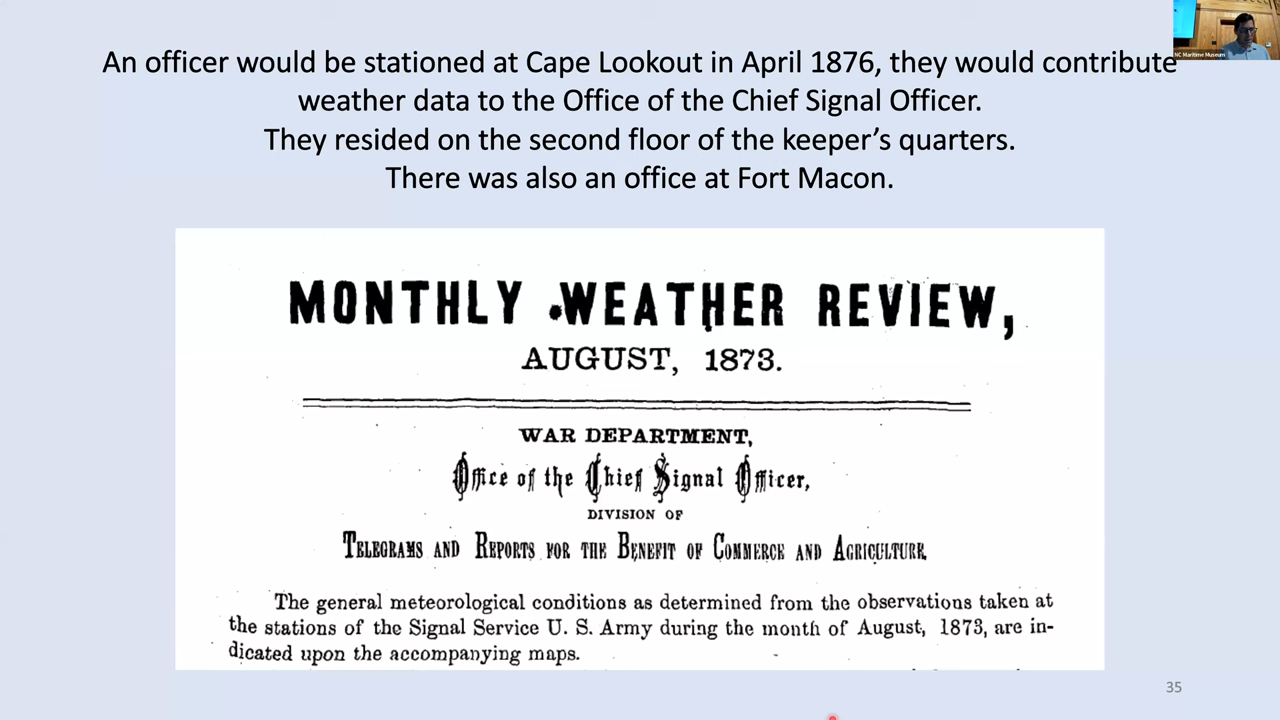 An officer would be stationed at Cape Lookout in April 1876, they would contribute
weather data to the Office of the Chief Signal Officer.
They resided on the second floor of the keeper's quarters.
There was also an office at Fort Macon.
NC Maritime Museum
MONTHLY WEATHER REVIEW,
AUGUST, 1873.
WAR DEPARTMENT,
Office of the Chief Signal Officer,
DIVISION OF
TELEGRAMS AND REPORTS FOR THE BENEFIT OF COMMERCE AND AGRICULTURE.
The general meteorological conditions as determined from the observations taken at
the stations of the Signal Service U. S. Army during the month of August, 1873, are in-
dicated upon the accompanying maps.
35